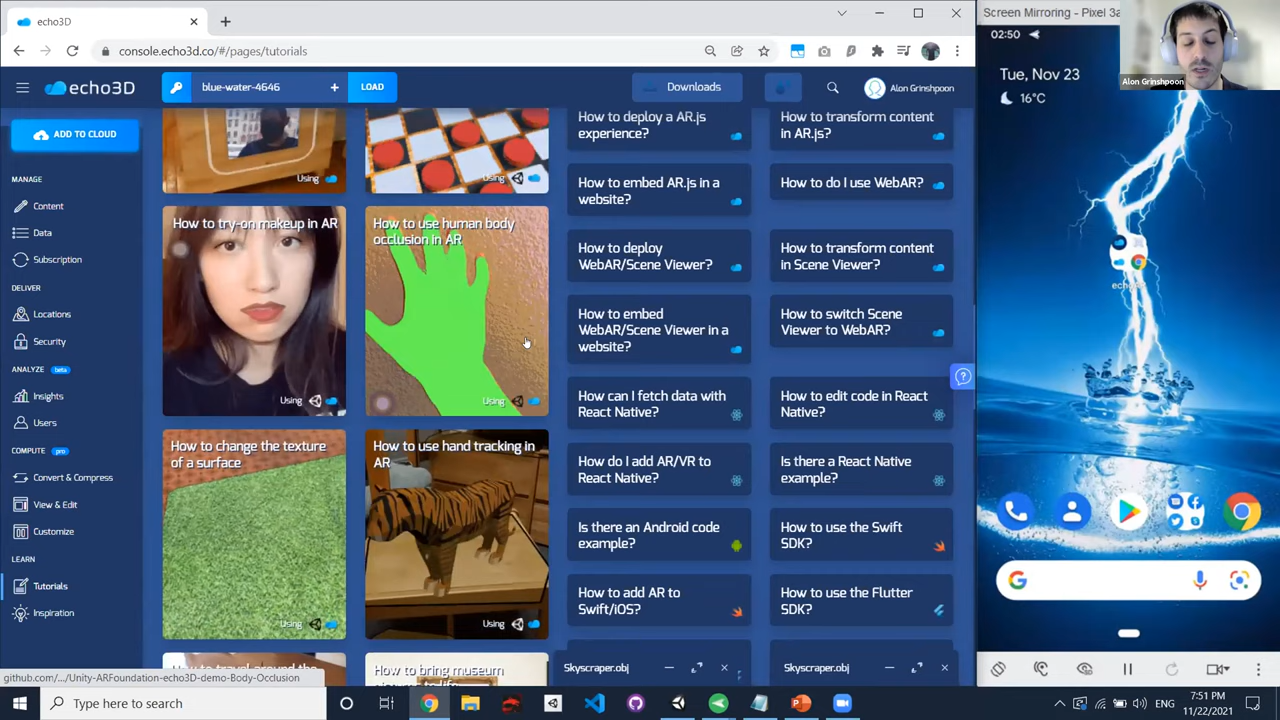 echo3D
console.echo3d.co/#/pages/tutorials
echo3D
blue-water-4646
+
LOAD
Downloads
Alon Grinshpoon
ADD TO CLOUD
MANAGE
Content
Data
Subscription
DELIVER
Locations
Security
ANALYZE beta
Insights
Users
COMPUTE pro
Convert & Compress
View & Edit
Customize
LEARN
Tutorials
Inspiration
Using
Using
How to try-on makeup in AR
Using
How to use human body
occlusion in AR
Using
How to change the texture
of a surface
Using
How to use hand tracking in
AR
Using
How to bring museum
How to deploy a AR.js
experience?
How to transform content
in AR.js?
How to embed AR.js in a
website?
How to do I use WebAR?
How to deploy
WebAR/Scene Viewer?
How to transform content
in Scene Viewer?
How to embed
WebAR/Scene Viewer in a
website?
How to switch Scene
Viewer to WebAR?
How can I fetch data with
React Native?
How to edit code in React
Native?
How do I add AR/VR to
React Native?
Is there a React Native
example?
Is there an Android code
example?
How to use the Swift
SDK?
How to add AR to
Swift/iOS?
How to use the Flutter
SDK?
Skyscraper.obj
Skyscraper.obj
github.com/.../Unity-ARFoundation-echo3D-demo-Body-Occlusion
Screen Mirroring - Pixel 3a
02:50
Alon Grinshpoon
Tue, Nov 23
16°C
Type here to search
ENG
7:51 PM
11/22/2021